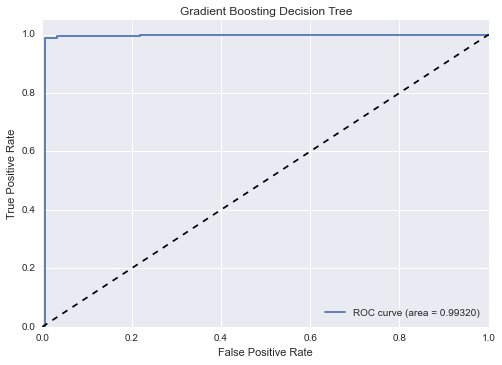 Gradient Boosting Decision Tree
1.0
0.8
0.6
0.4
0.2
0.0
True Positive Rate
ROC curve (area = 0.99320)
0.0 0.2 0.4 0.6 0.8 1.0
False Positive Rate